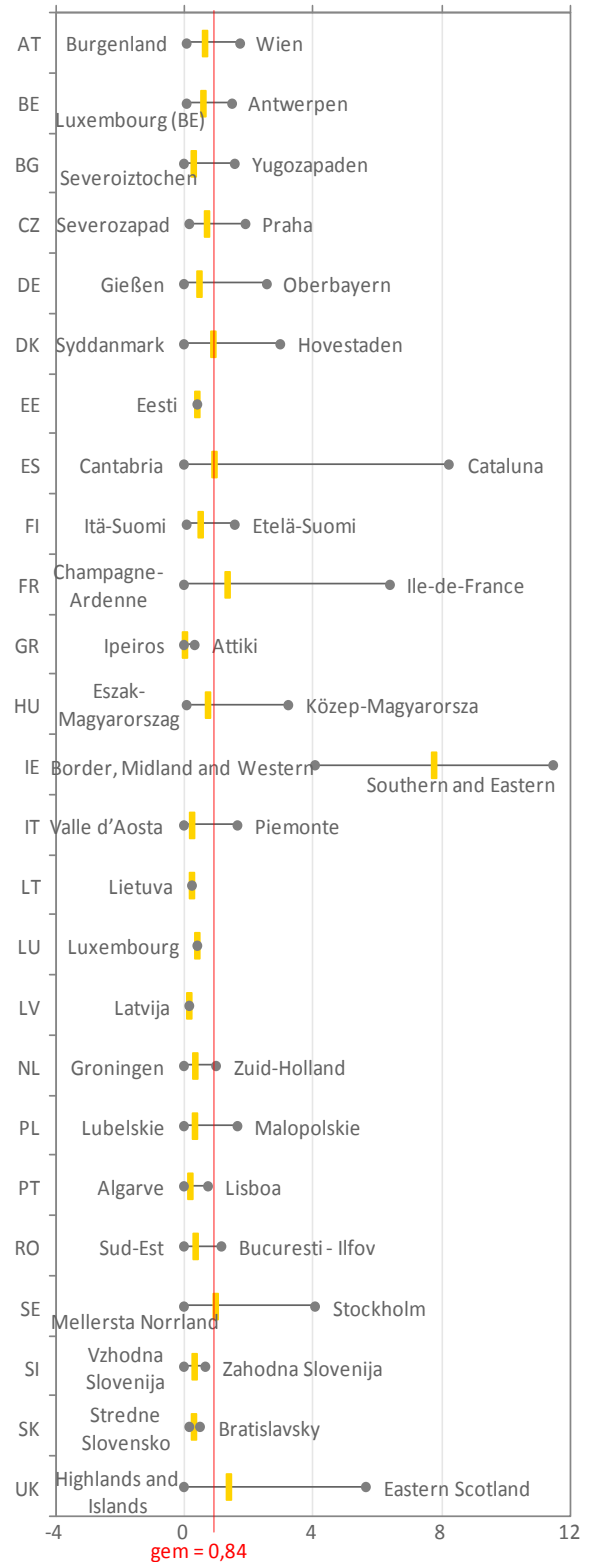 AT Burgenland Wien
BE Antwerpen
Luxembourg (BE)
BG Yugozapaden
Severoiztochen
CZ Severozapad Praha
DE Gießen Oberbayern
DK Syddanmark Hovestaden
EE Eesti
ES Cantabria Cataluna
FI Itä-Suomi Etelä-Suomi
FR Champagne-
Ardenne Ile-de-France
GR Ipeiros Attiki
HU Eszak-
Magyarorszag Közep-Magyarorsza
IE Border, Midland and Western
Southern and Eastern
IT Valle d’Aosta Piemonte
LT Lietuva
LU Luxembourg
LV Latvija
NL Groningen Zuid-Holland
PL Lubelskie Malopolskie
PT Algarve Lisboa
RO Sud-Est Bucuresti - Ilfov
SE Stockholm
Mellersta Norrland
SI Vzhodna
Slovenija Zahodna Slovenija
SK Stredne
Slovensko Bratislavsky
UK Highlands and
Islands Eastern Scotland
-4 0 4 8 12
gem = 0,84